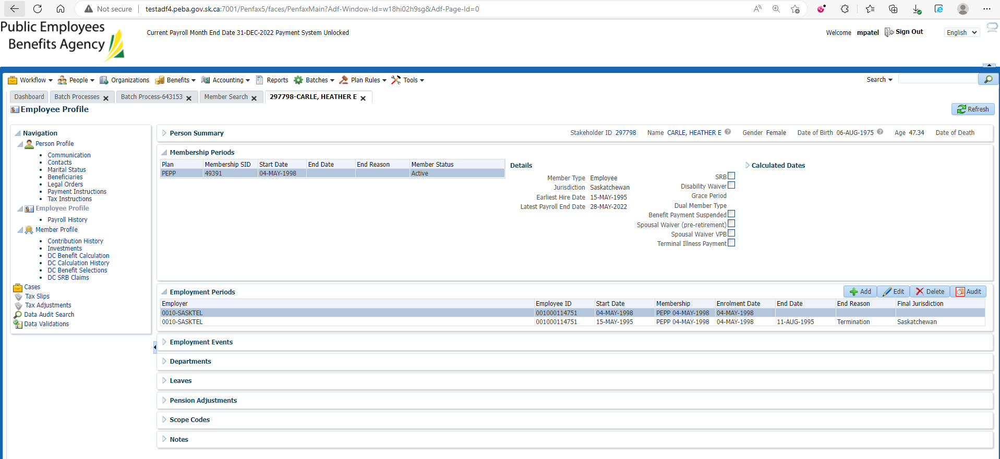 Not secure testadf4.peba.gov.sk.ca:7001/Penfax5/faces/PenfaxMain?Adf-Window-Id=w18hi02h9sg&Adf-Page-Id=0
Public Employees
Benefits Agency
Current Payroll Month End Date 31-DEC-2022 Payment System Unlocked
Welcome mpatel Sign Out English
Workflow People Organizations Benefits Accounting Reports Batches Plan Rules Tools Search
Dashboard Batch Processes Batch Process-643153 Member Search 297798-CARLE, HEATHER E
Employee Profile
Refresh
Navigation
Person Profile
Communication
Contacts
Marital Status
Beneficiaries
Legal Orders
Payment Instructions
Tax Instructions
Employee Profile
Payroll History
Member Profile
Contribution History
Investments
DC Benefit Calculation
DC Calculation History
DC Benefit Selections
DC SRB Claims
Cases
Tax Slips
Tax Adjustments
Data Audit Search
Data Validations
Person Summary Stakeholder ID 297798 Name CARLE, HEATHER E Gender Female Date of Birth 06-AUG-1975 Age 47.34 Date of Death
Membership Periods
Plan Membership SID Start Date End Date End Reason Member Status
PEPP 49391 04-MAY-1998 Active
Details
Member Type Employee
Jurisdiction Saskatchewan
Earliest Hire Date 15-MAY-1995
Latest Payroll End Date 28-MAY-2022
SRB
Disability Waiver
Grace Period
Dual Member Type
Benefit Payment Suspended
Spousal Waiver (pre-retirement)
Spousal Waiver VPB
Terminal Illness Payment
Calculated Dates
Employment Periods
Add Edit Delete Audit
Employer Employee ID Start Date Membership Enrolment Date End Date End Reason Final Jurisdiction
0010-SASKTEL 001000114751 04-MAY-1998 PEPP 04-MAY-1998 04-MAY-1998
0010-SASKTEL 001000114751 15-MAY-1995 PEPP 04-MAY-1998 04-MAY-1998 11-AUG-1995 Termination Saskatchewan
Employment Events
Departments
Leaves
Pension Adjustments
Scope Codes
Notes